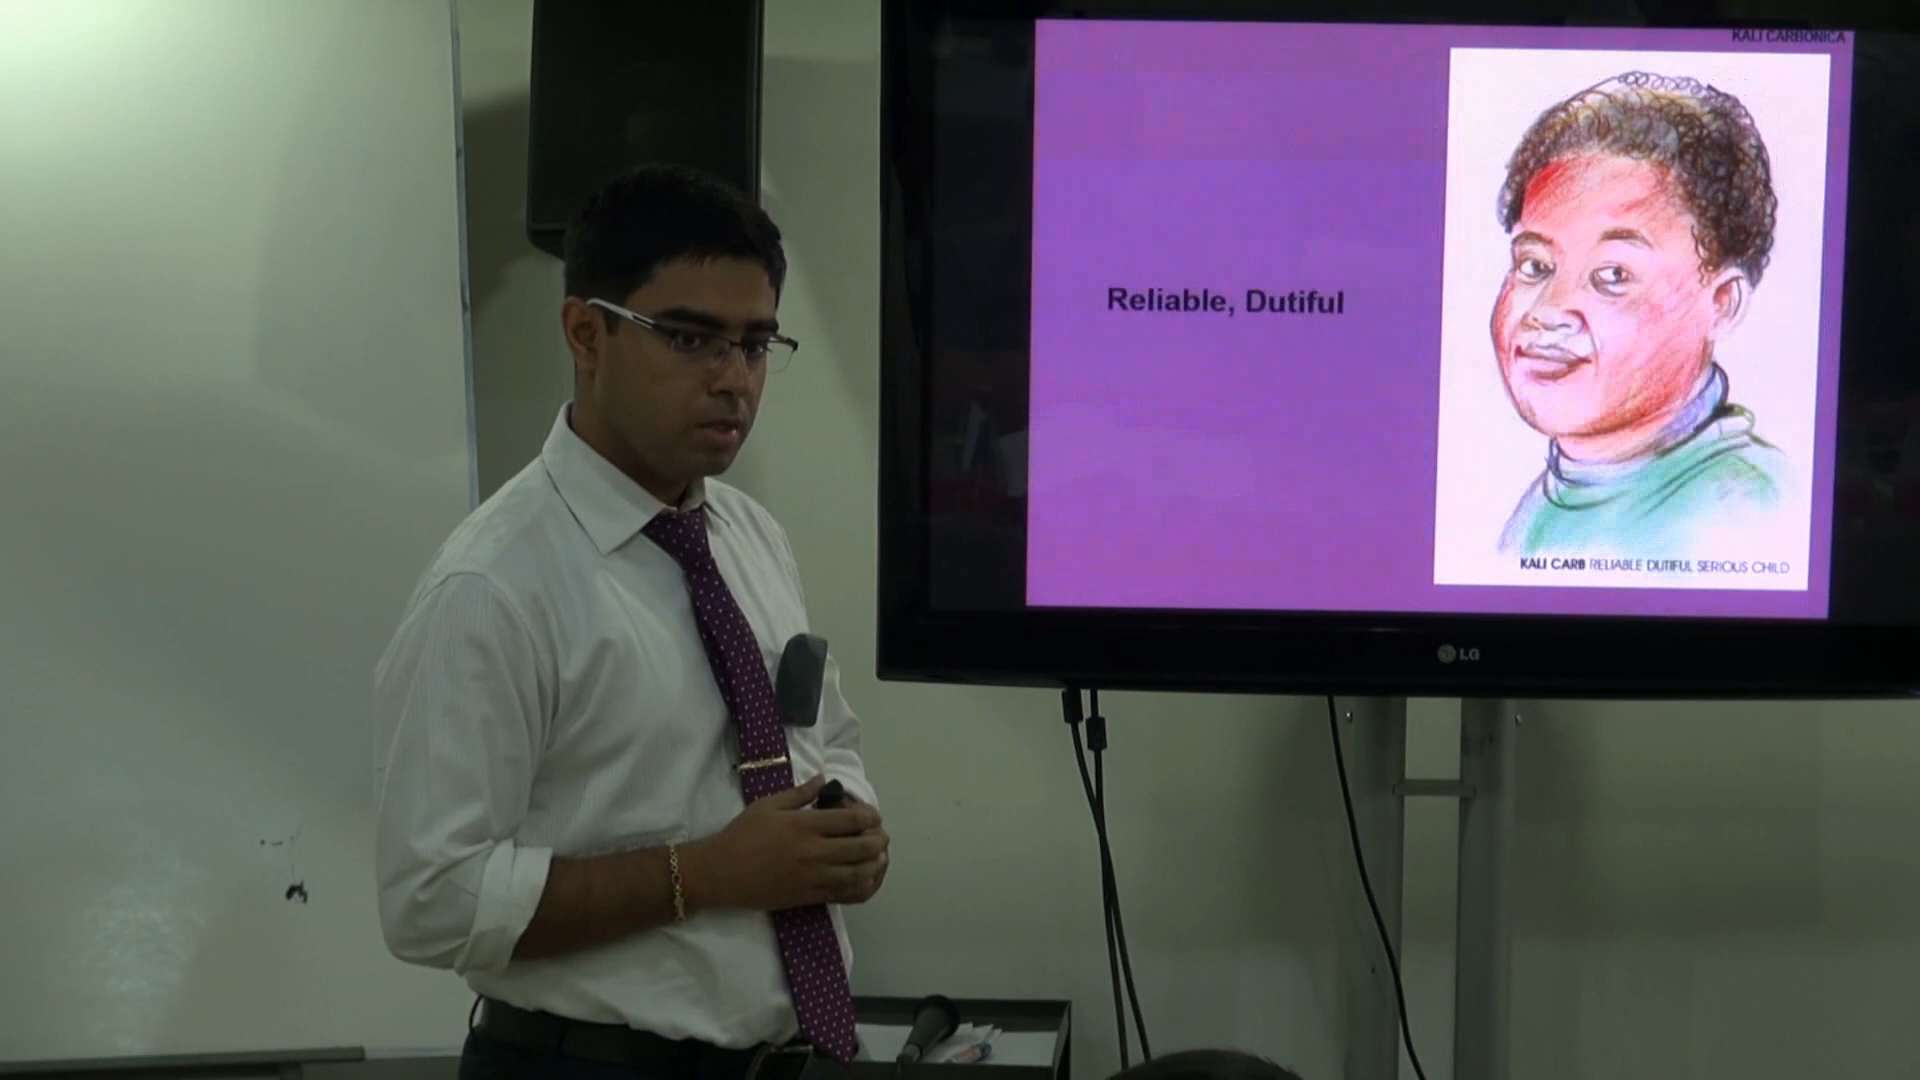 KALI CARBONICA
Reliable, Dutiful
KALI CARB RELIABLE DUTIFUL SERIOUS CHILD
LG